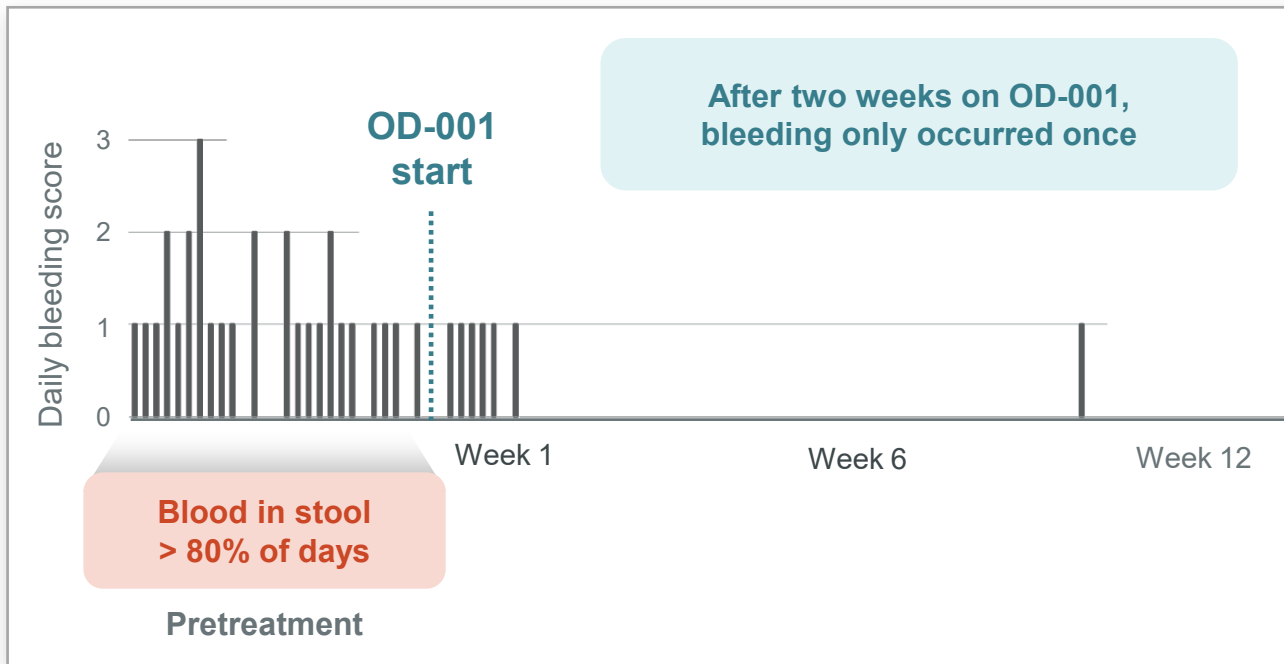 After two weeks on OD-001,
bleeding only occurred once
OD-001
start
Daily bleeding score
3
2
1
0
Week 1
Week 6
Week 12
Blood in stool
> 80% of days
Pretreatment